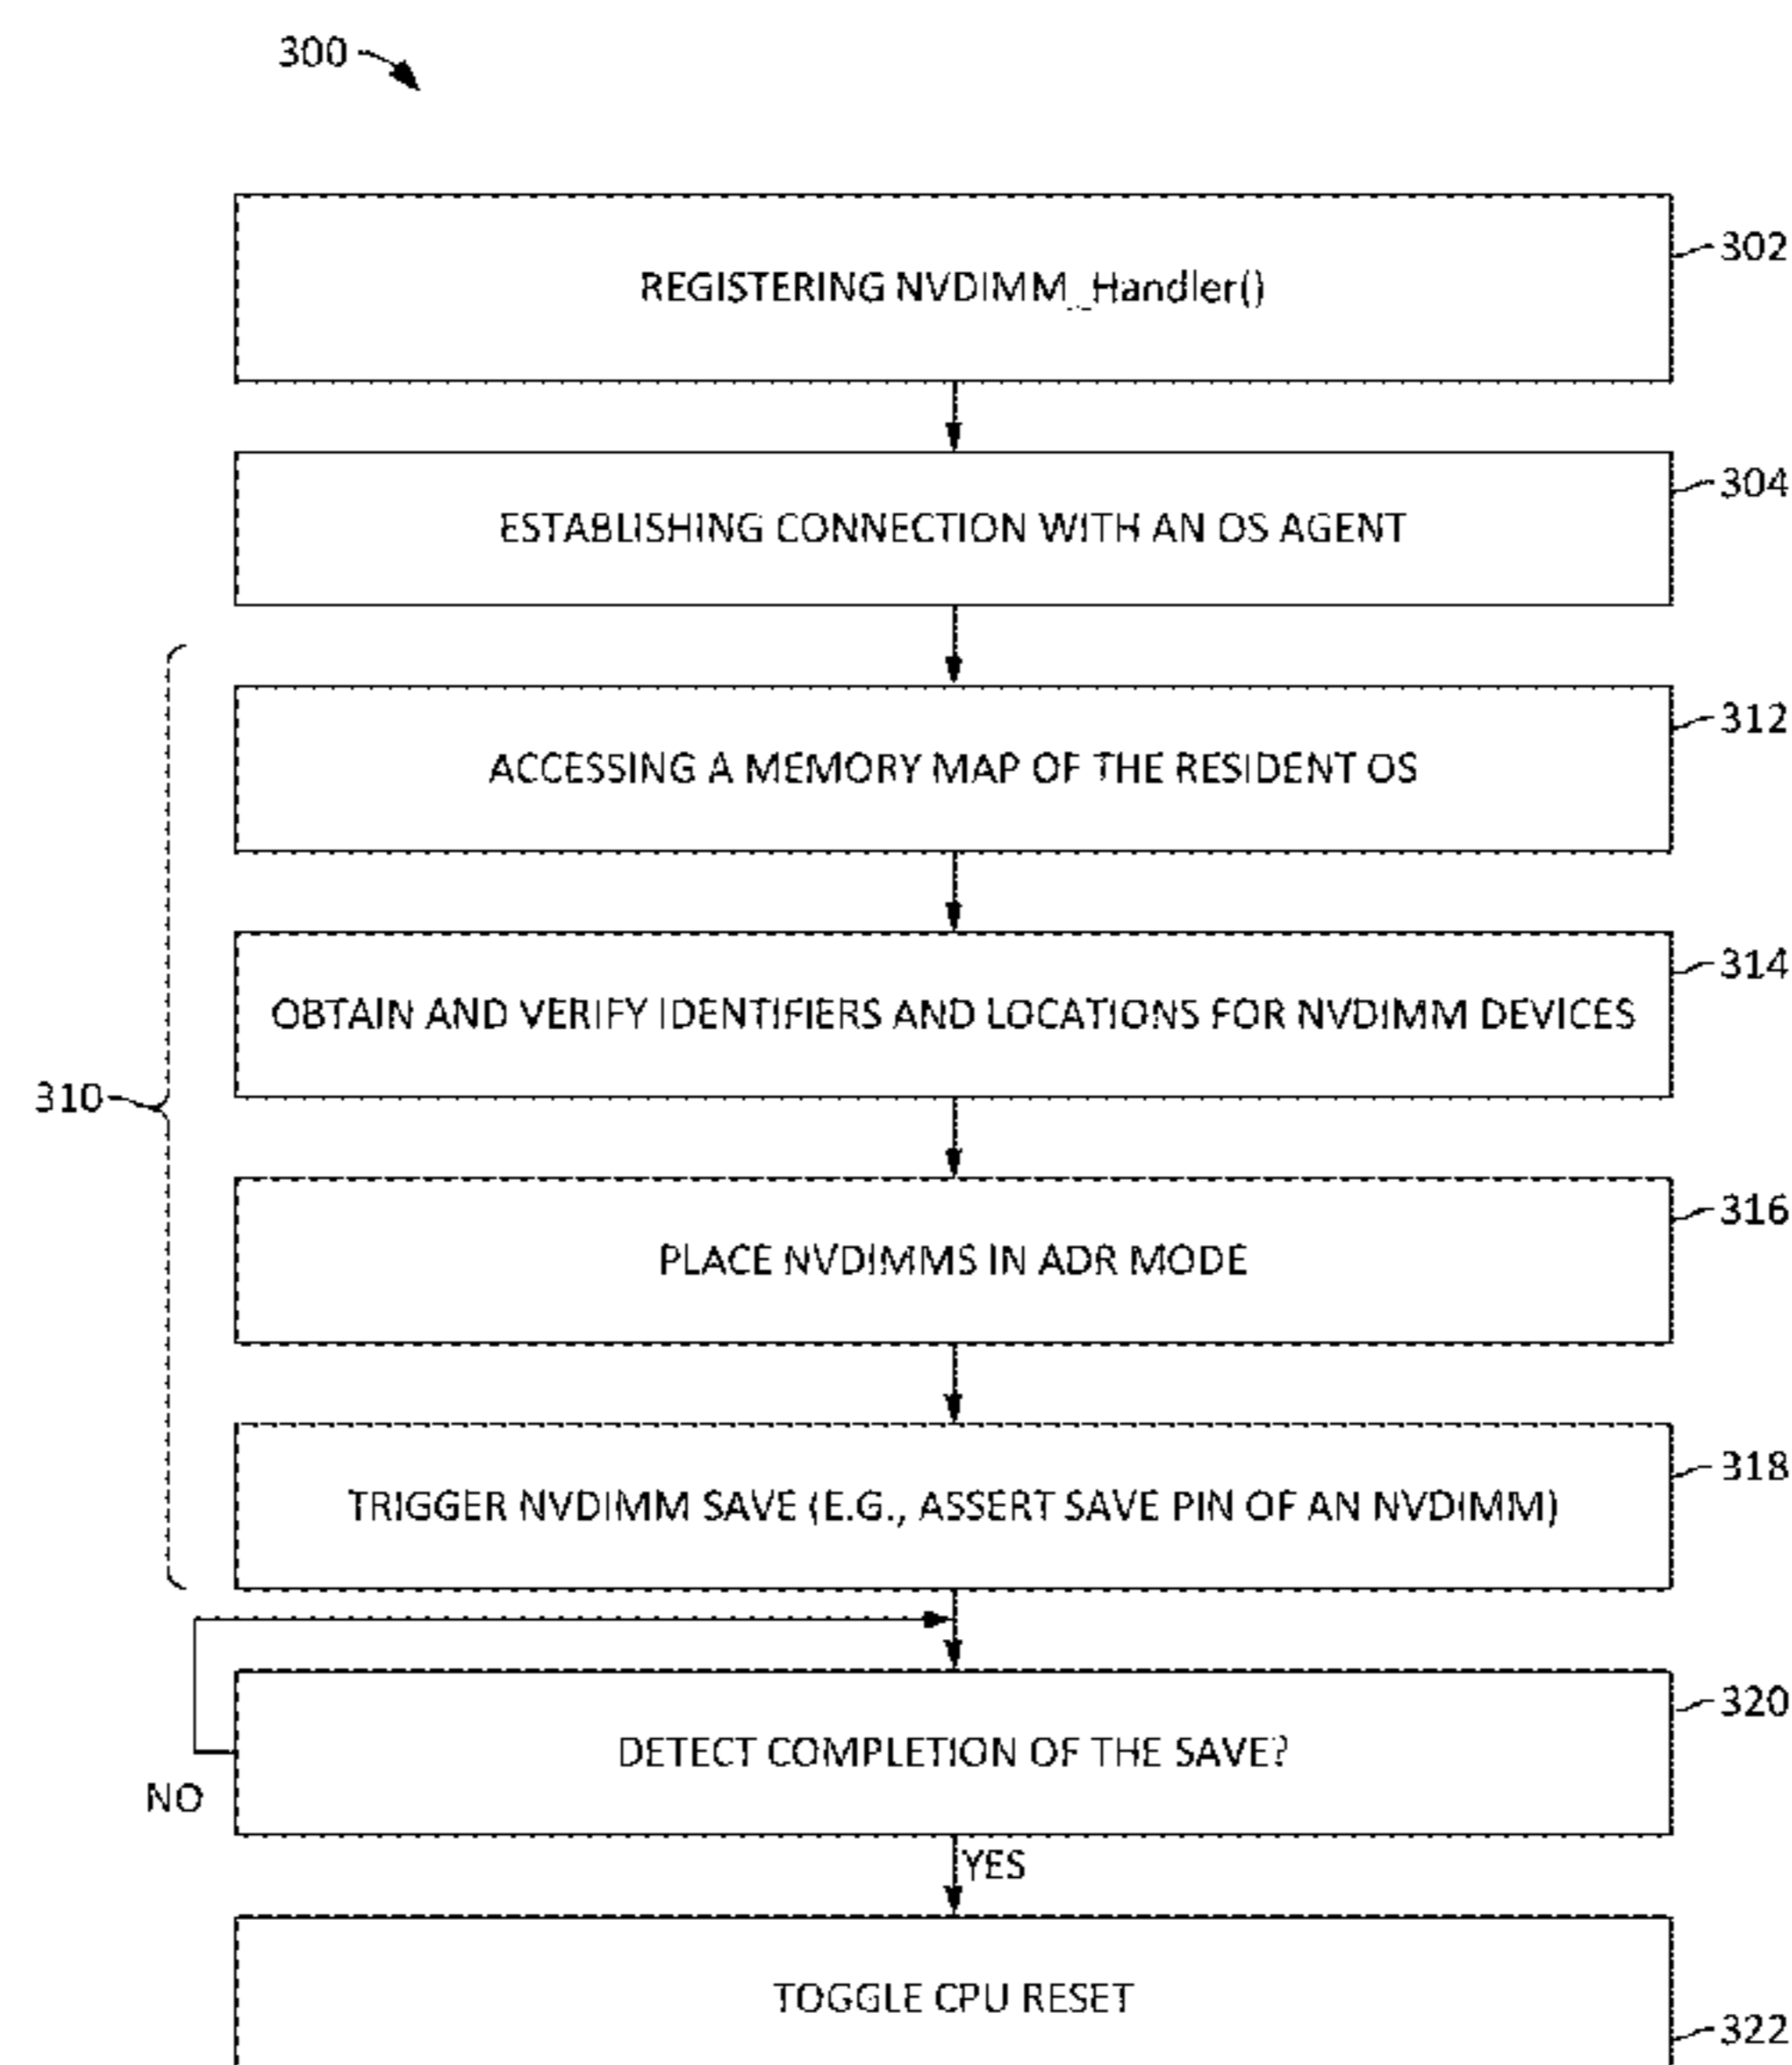 300
REGISTERING NVDIMM_Handler()
302
ESTABLISHING CONNECTION WITH AN OS AGENT
304
ACCESSING A MEMORY MAP OF THE RESIDENT OS
312
OBTAIN AND VERIFY IDENTIFIERS AND LOCATIONS FOR NVDIMM DEVICES
314
310
PLACE NVDIMMS IN ADR MODE
316
TRIGGER NVDIMM SAVE (E.G., ASSERT SAVE PIN OF AN NVDIMM)
318
DETECT COMPLETION OF THE SAVE?
320
NO
YES
TOGGLE CPU RESET
322